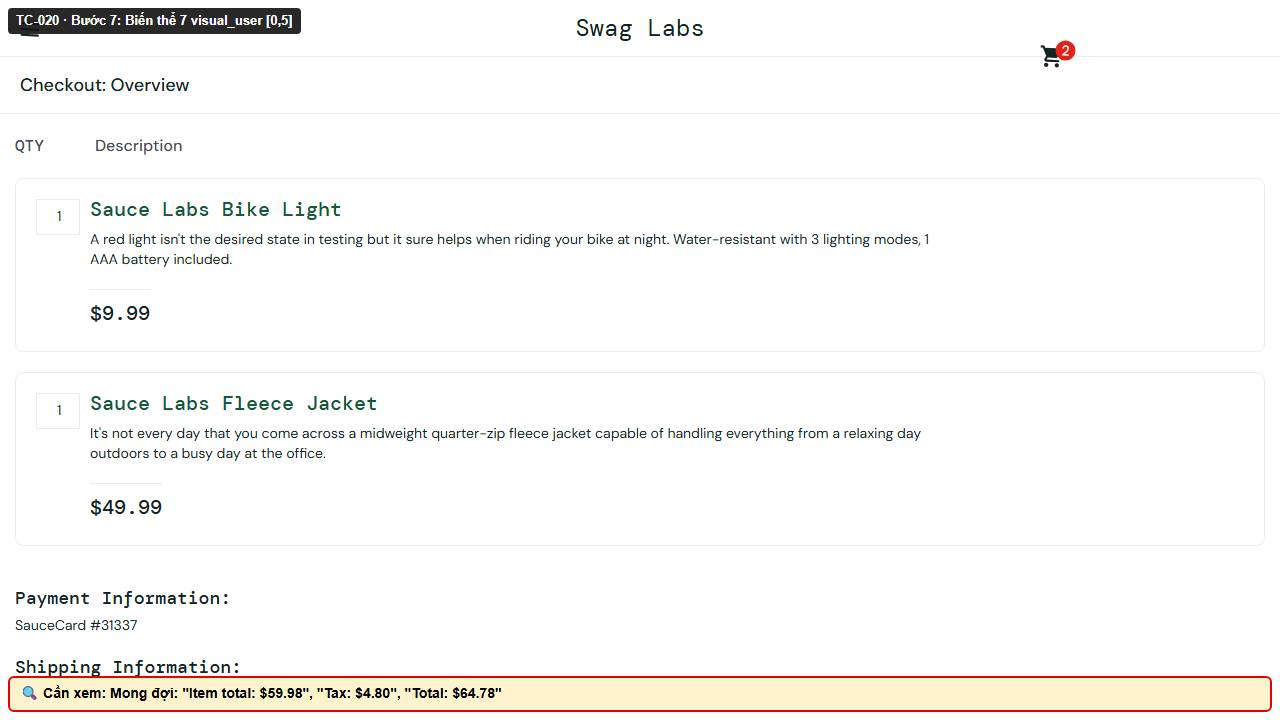 TC-020 · Bước 7: Biến thể 7 visual_user [0,5]
Swag Labs
2
Checkout: Overview
QTY Description
1
Sauce Labs Bike Light
A red light isn't the desired state in testing but it sure helps when riding your bike at night. Water-resistant with 3 lighting modes, 1
AAA battery included.
$9.99
1
Sauce Labs Fleece Jacket
It's not every day that you come across a midweight quarter-zip fleece jacket capable of handling everything from a relaxing day
outdoors to a busy day at the office.
$49.99
Payment Information:
SauceCard #31337
Shipping Information:
🔍 Cần xem: Mong đợi: "Item total: $59.98", "Tax: $4.80", "Total: $64.78"